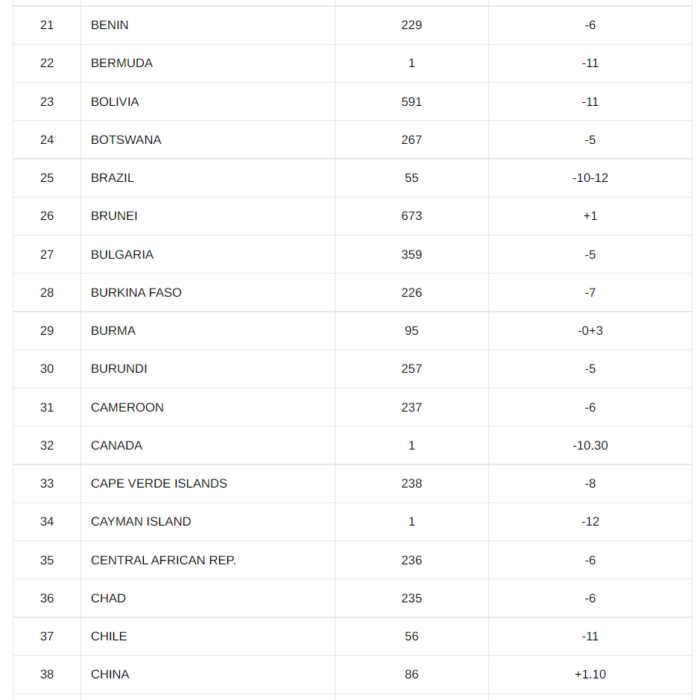 21 BENIN 229 -6
22 BERMUDA 1 -11
23 BOLIVIA 591 -11
24 BOTSWANA 267 -5
25 BRAZIL 55 -10-12
26 BRUNEI 673 +1
27 BULGARIA 359 -5
28 BURKINA FASO 226 -7
29 BURMA 95 -0+3
30 BURUNDI 257 -5
31 CAMEROON 237 -6
32 CANADA 1 -10.30
33 CAPE VERDE ISLANDS 238 -8
34 CAYMAN ISLAND 1 -12
35 CENTRAL AFRICAN REP. 236 -6
36 CHAD 235 -6
37 CHILE 56 -11
38 CHINA 86 +1.10